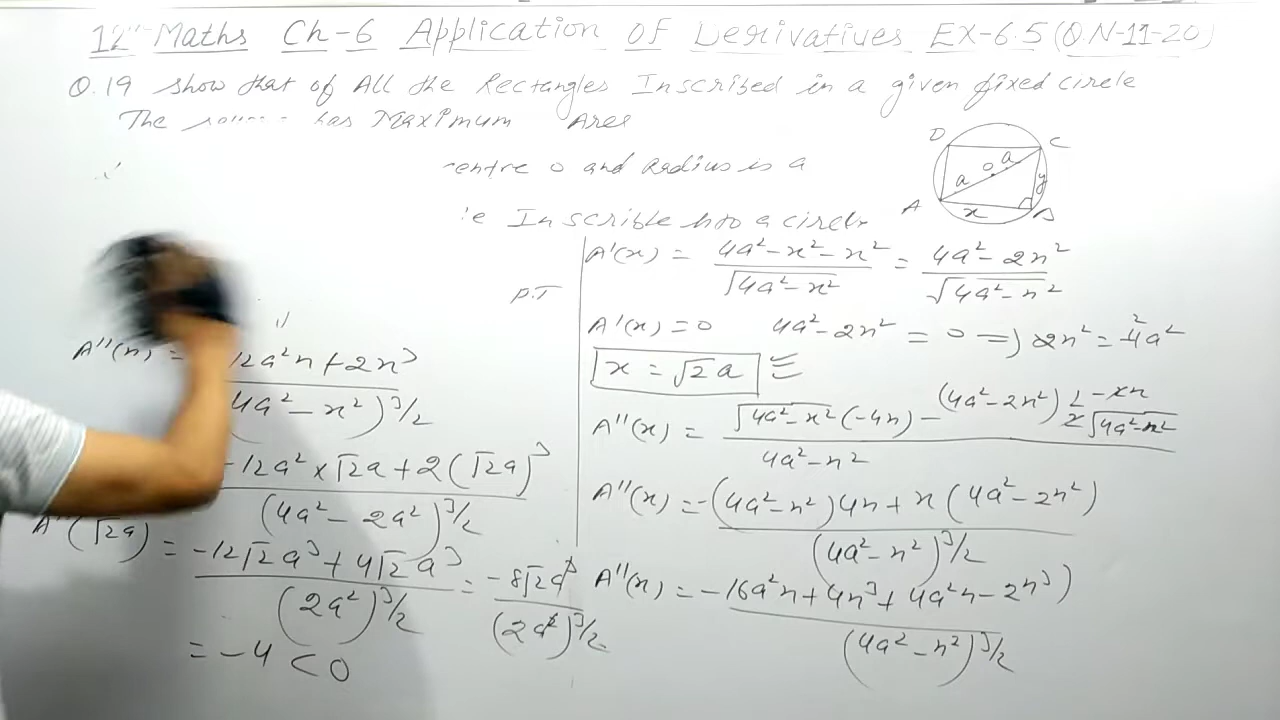 12th Maths Ch-6 Application OF Derivatives EX-6.5 (Q.N-11-20)
Q.19 show that of All the Rectangles Inscribed in a given fixed circle
The has Maximum Area
centre O and Radius is a
Inscrible into a circle
P.T
A''(x) = 12a²x + 2x³
4a² - x²)^3/2
-12a² × √2a + 2(√2a)³
(4a² - 2a²)^3/2
A''(√2a) = -12√2a³ + 4√2a³ / (2a²)^3/2 = -8√2a³ / (2a²)^3/2
= -4 < 0
D C
a O a y
A x B
A'(x) = 4a² - x² - x² / √4a² - x² = 4a² - 2x² / √4a² - x²
A'(x) = 0 4a² - 2x² = 0 => 2x² = 4a² 2
x = √2 a
A''(x) = √4a² - x² (-4x) - (4a² - 2x²) 1/2 -2x/√4a² - x²
4a² - x²
A''(x) = -(4a² - x²)4x + x(4a² - 2x²)
(4a² - x²)^3/2
A''(x) = -16a²x + 4x³ + 4a²x - 2x³)
(4a² - x²)^3/2